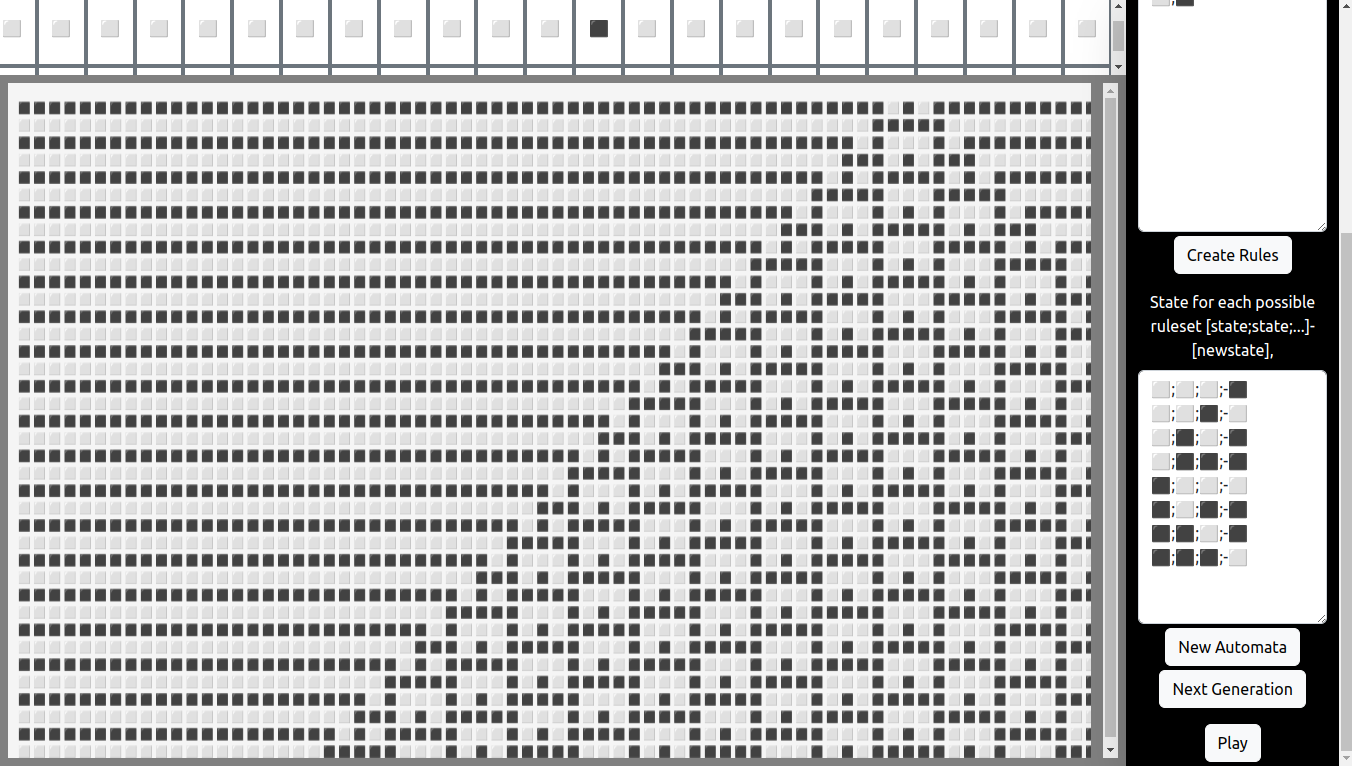 ⬜;⬛
Create Rules
State for each possible
ruleset [state;state;...]-
[newstate],
⬜;⬜;⬜;-⬛
⬜;⬜;⬛;-⬜
⬜;⬛;⬜;-⬛
⬜;⬛;⬛;-⬛
⬛;⬜;⬜;-⬜
⬛;⬜;⬛;-⬛
⬛;⬛;⬜;-⬛
⬛;⬛;⬛;-⬜
New Automata
Next Generation
Play